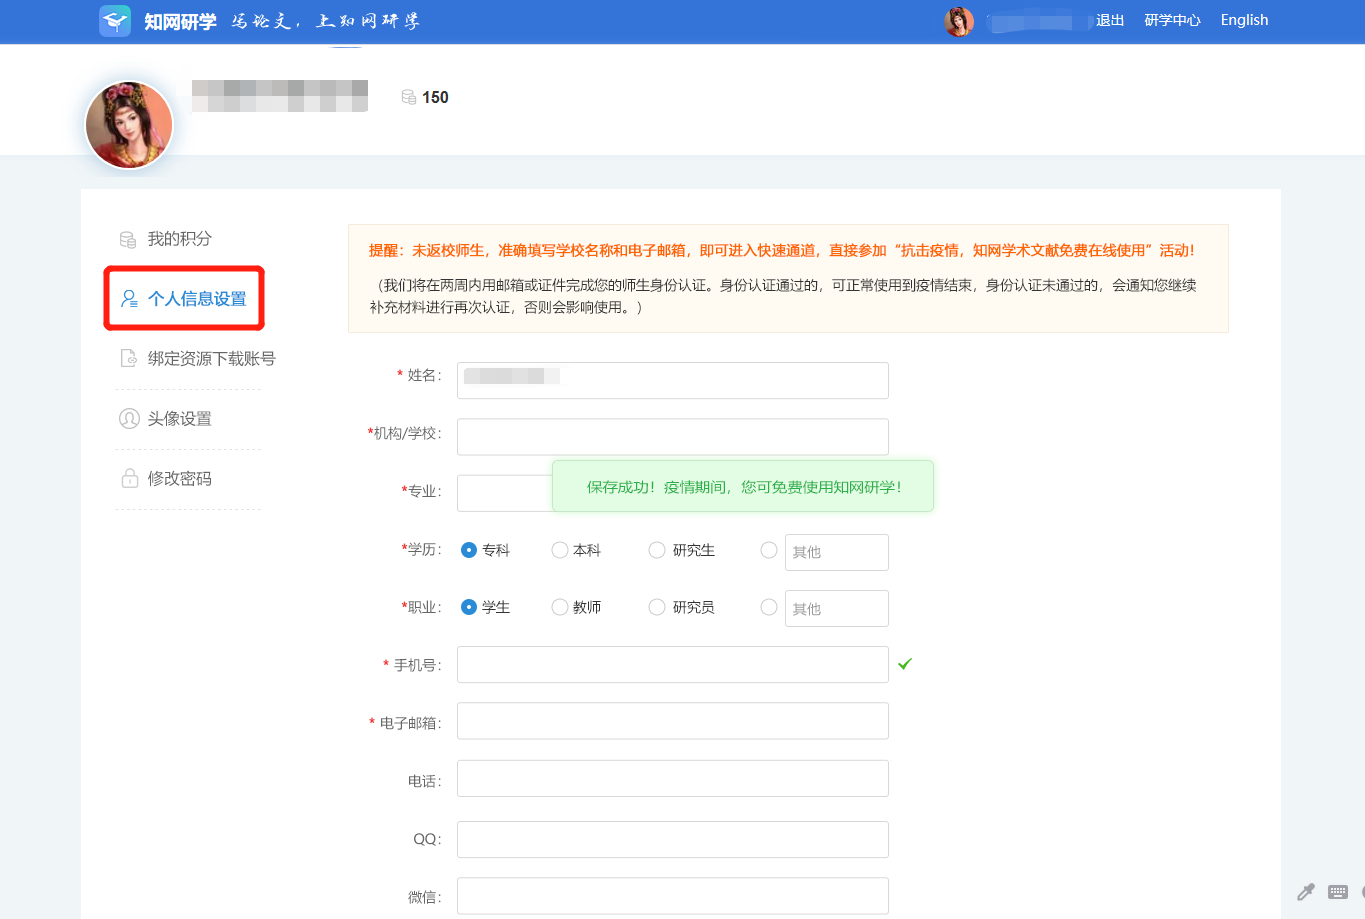 知网研学 写论文，上知网研学
退出 研学中心 English
150
我的积分
个人信息设置
绑定资源下载账号
头像设置
修改密码
提醒：未返校师生，准确填写学校名称和电子邮箱，即可进入快速通道，直接参加“抗击疫情，知网学术文献免费在线使用”活动！
（我们将在两周内用邮箱或证件完成您的师生身份认证。身份认证通过的，可正常使用到疫情结束，身份认证未通过的，会通知您继续
补充材料进行再次认证，否则会影响使用。）
* 姓名：
*机构/学校：
*专业：
保存成功！疫情期间，您可免费使用知网研学！
*学历： 专科 本科 研究生 其他
*职业： 学生 教师 研究员 其他
* 手机号：
* 电子邮箱：
电话：
QQ：
微信：